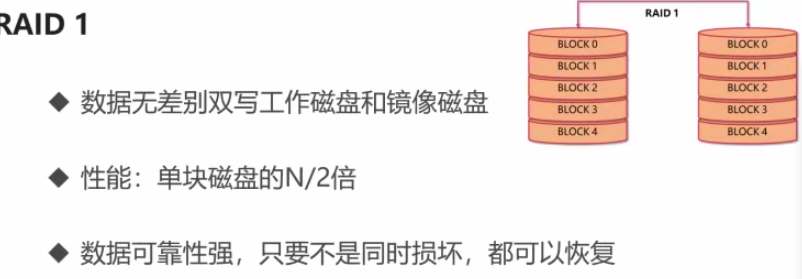 RAID 1
RAID 1
BLOCK 0
BLOCK 0
BLOCK 1
BLOCK 1
BLOCK 2
BLOCK 2
BLOCK 3
BLOCK 3
BLOCK 4
BLOCK 4
◆ 数据无差别双写工作磁盘和镜像磁盘
◆ 性能：单块磁盘的N/2倍
◆ 数据可靠性强，只要不是同时损坏，都可以恢复